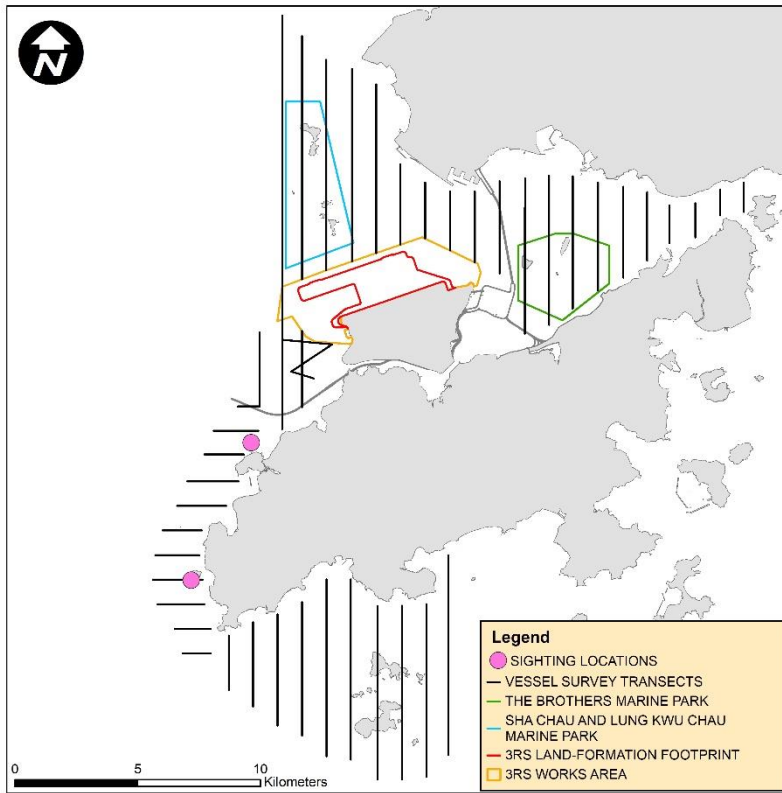 N
Legend
SIGHTING LOCATIONS
VESSEL SURVEY TRANSECTS
THE BROTHERS MARINE PARK
SHA CHAU AND LUNG KWU CHAU
MARINE PARK
3RS LAND-FORMATION FOOTPRINT
3RS WORKS AREA
0 5 10
Kilometers